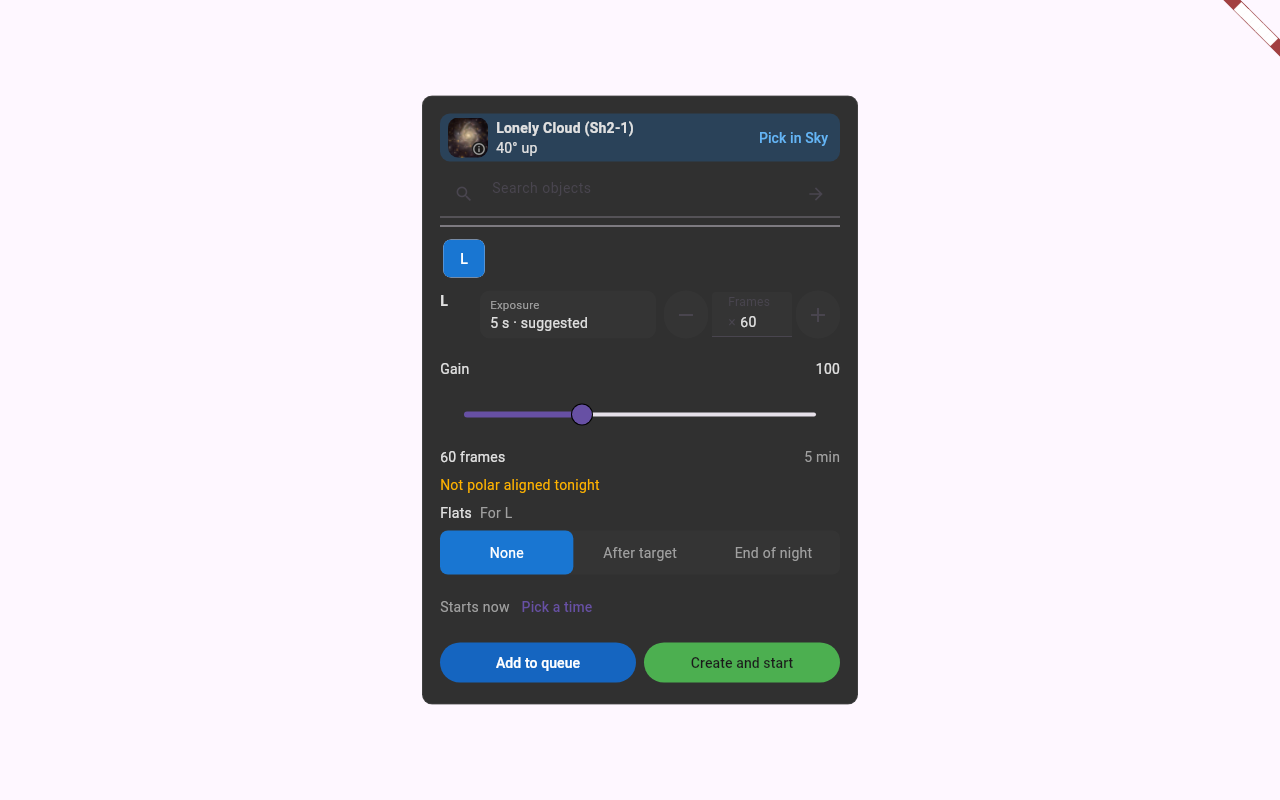 Lonely Cloud (Sh2-1)
40° up
Pick in Sky
Search objects
L
L
Exposure
5 s · suggested
Frames
× 60
Gain
100
60 frames
5 min
Not polar aligned tonight
Flats For L
None
After target
End of night
Starts now Pick a time
Add to queue
Create and start